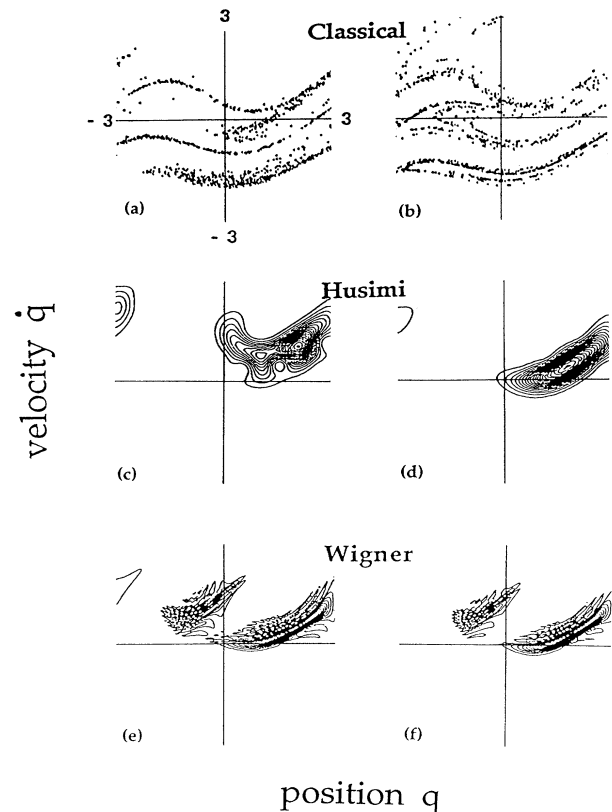 3
Classical
- 3
3
(a)
(b)
- 3
Husimi
velocity q̇
(c)
(d)
Wigner
(e)
(f)
position q